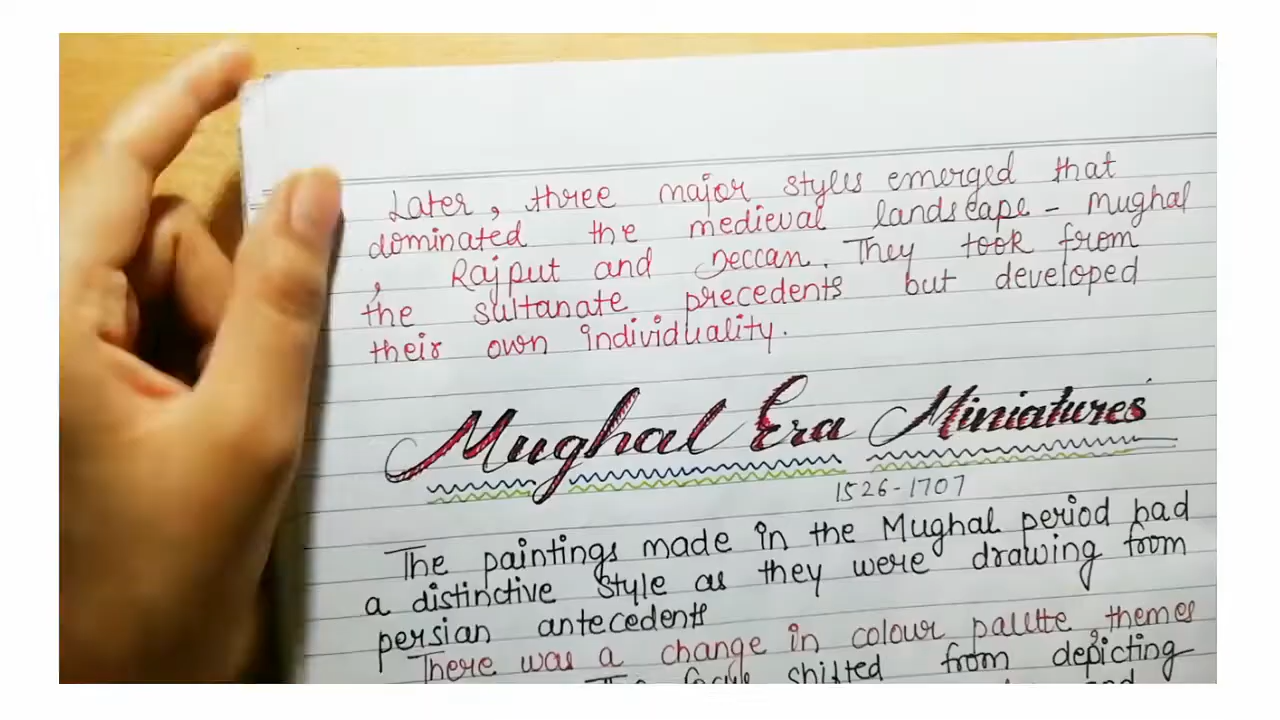 Later, three major styles emerged that
dominated the medieval landscape - Mughal
, Rajput and Deccan. They took from
the sultanate precedents but developed
their own individuality.
Mughal Era Miniatures
1526-1707
The paintings made in the Mughal period had
a distinctive style as they were drawing from
persian antecedents
There was a change in colour palette themes
shifted from depicting